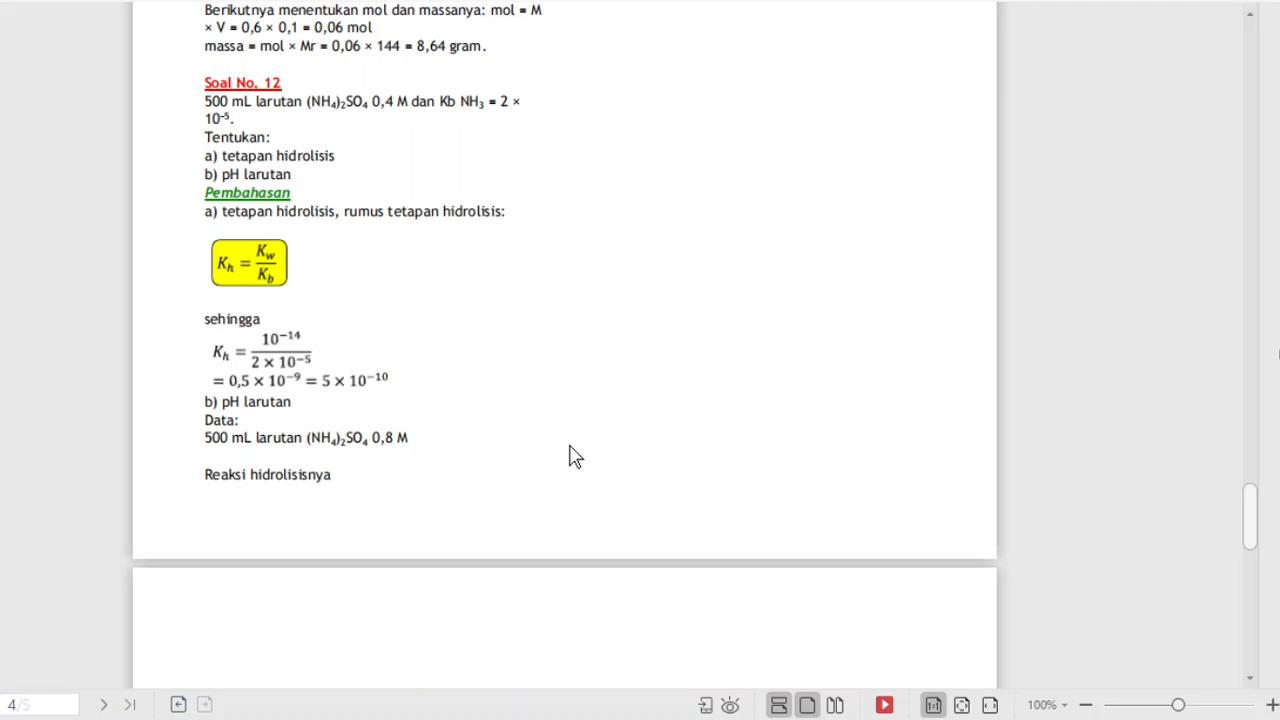 Berikutnya menentukan mol dan massanya: mol = M
× V = 0,6 × 0,1 = 0,06 mol
massa = mol × Mr = 0,06 × 144 = 8,64 gram.
Soal No. 12
500 mL larutan (NH₄)₂SO₄ 0,4 M dan Kb NH₃ = 2 ×
10⁻⁵.
Tentukan:
a) tetapan hidrolisis
b) pH larutan
Pembahasan
a) tetapan hidrolisis, rumus tetapan hidrolisis:
Kₕ = K_w / K_b
sehingga
Kₕ = 10⁻¹⁴ / 2 × 10⁻⁵
= 0,5 × 10⁻⁹ = 5 × 10⁻¹⁰
b) pH larutan
Data:
500 mL larutan (NH₄)₂SO₄ 0,8 M
Reaksi hidrolisisnya
4/5
1:1
100%